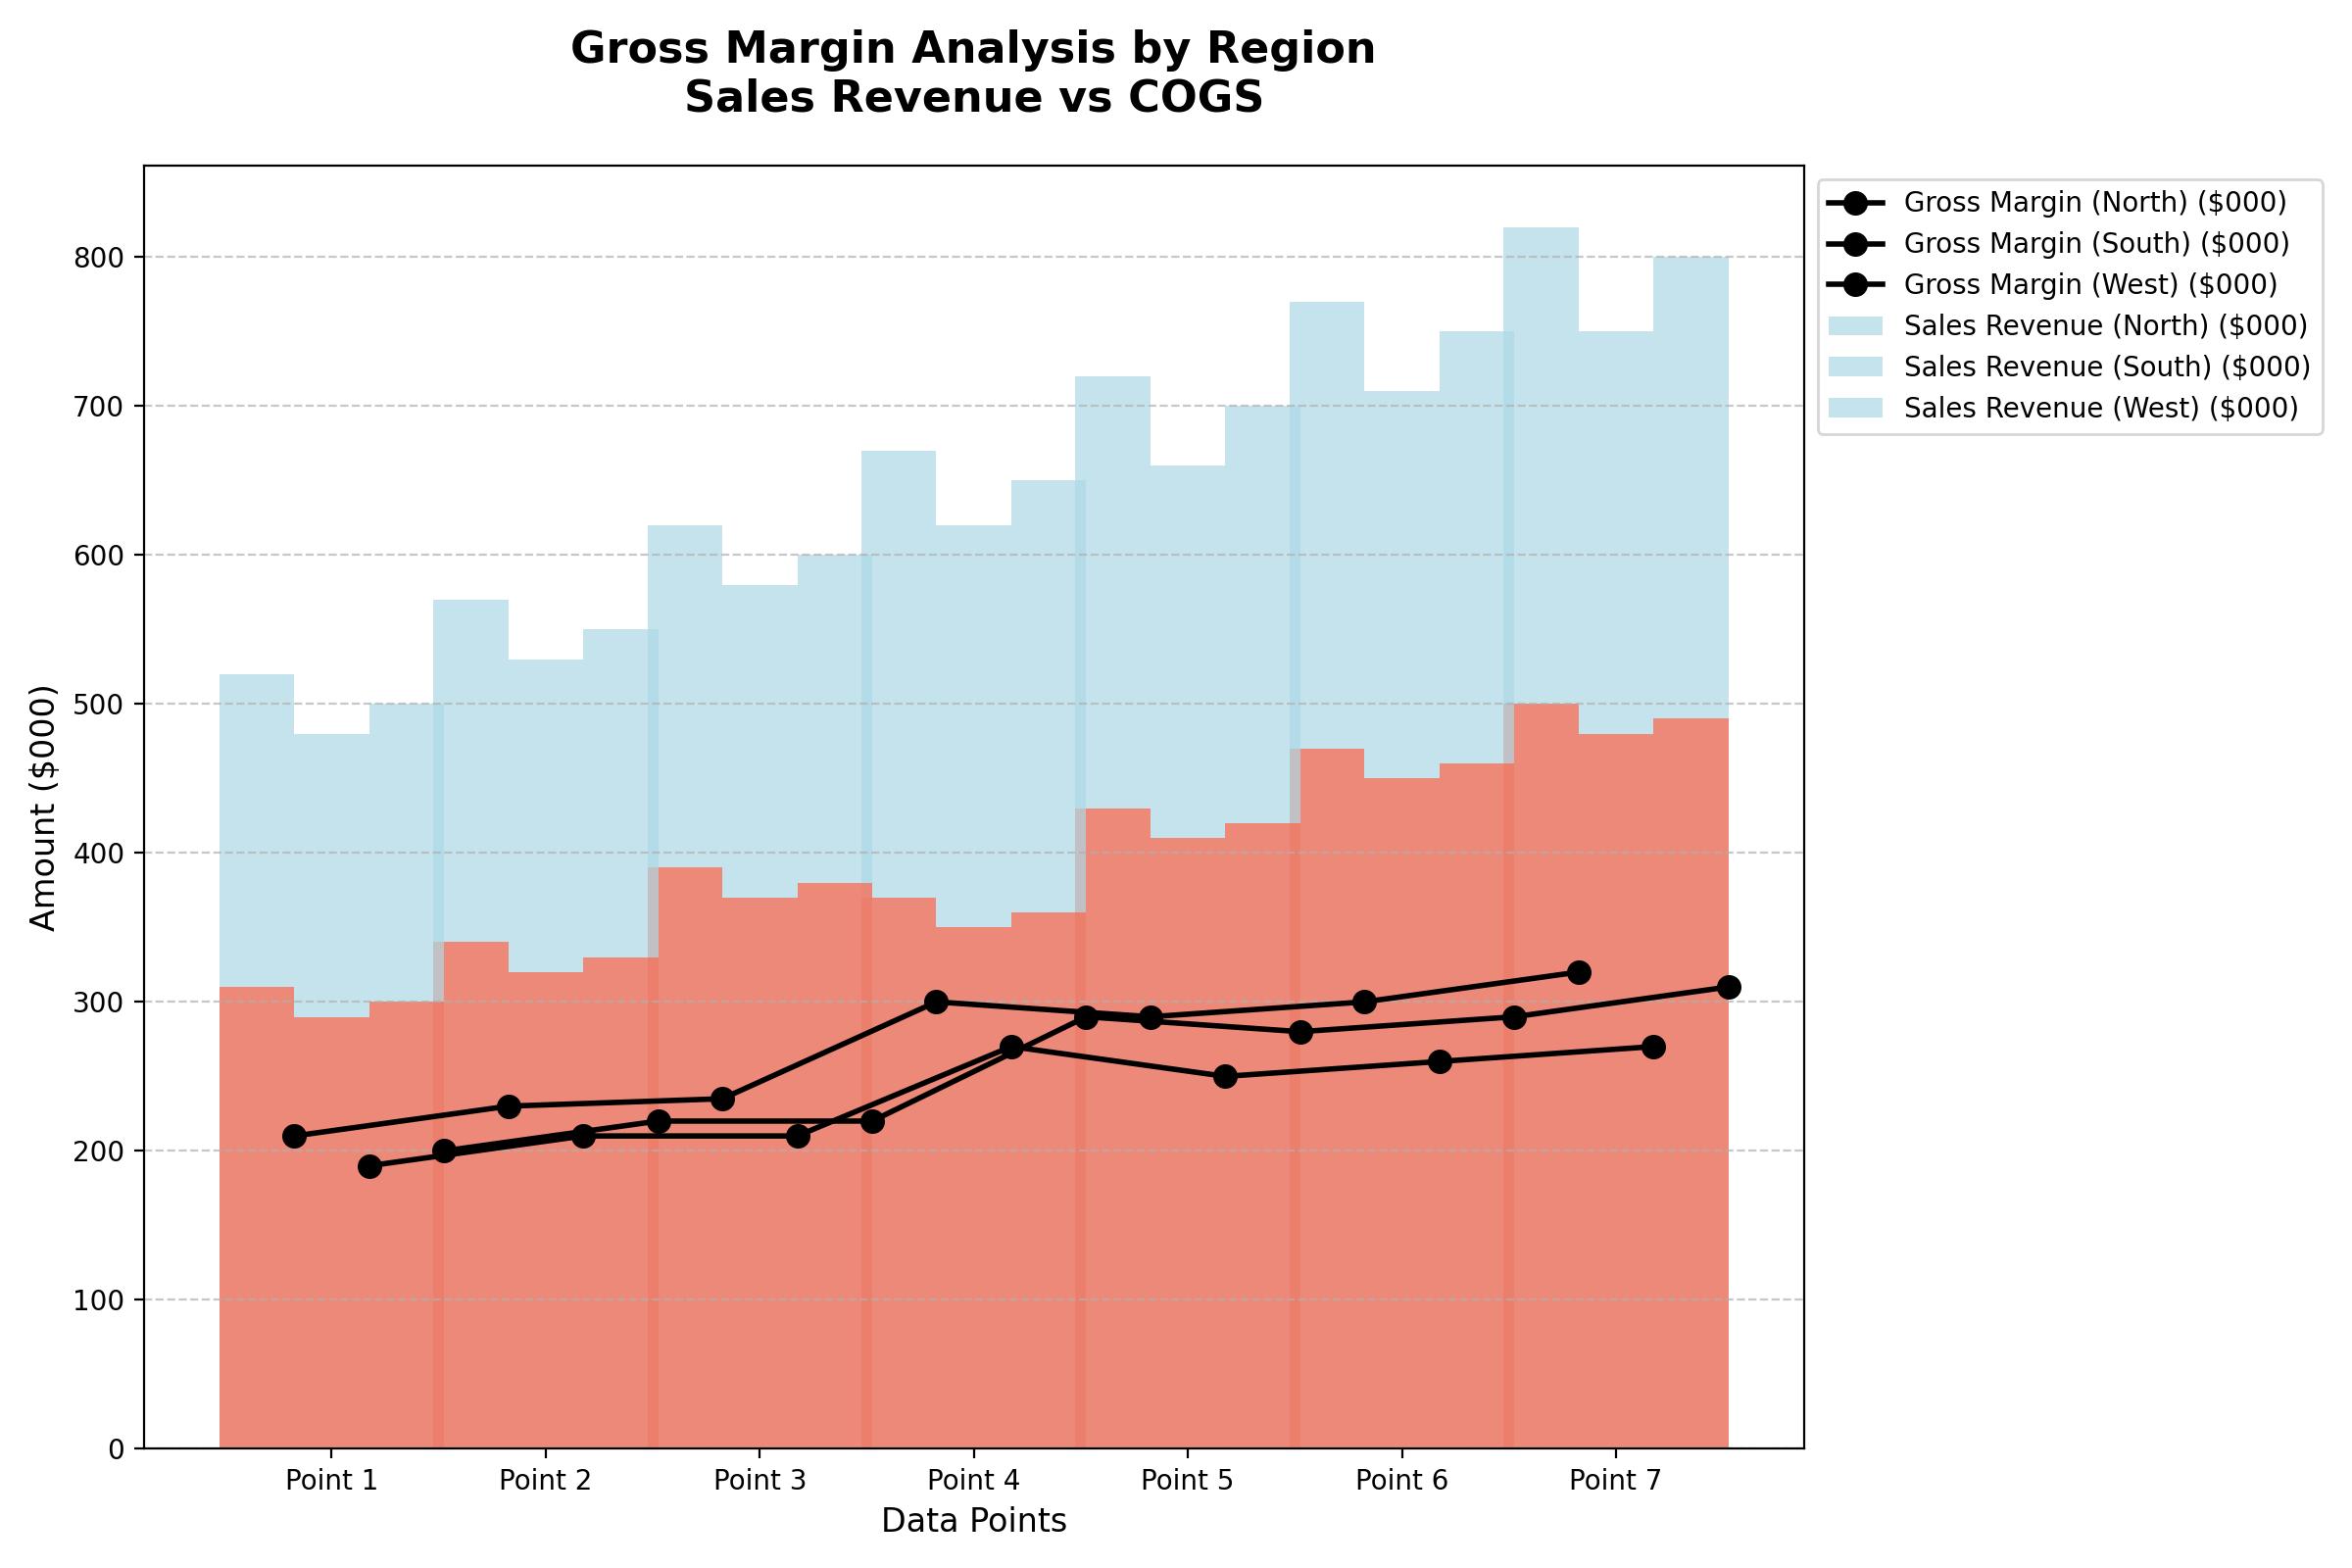 Gross Margin Analysis by Region
Sales Revenue vs COGS
Gross Margin (North) ($000)
Gross Margin (South) ($000)
Gross Margin (West) ($000)
Sales Revenue (North) ($000)
Sales Revenue (South) ($000)
Sales Revenue (West) ($000)
Amount ($000)
800
700
600
500
400
300
200
100
0
Point 1 Point 2 Point 3 Point 4 Point 5 Point 6 Point 7
Data Points